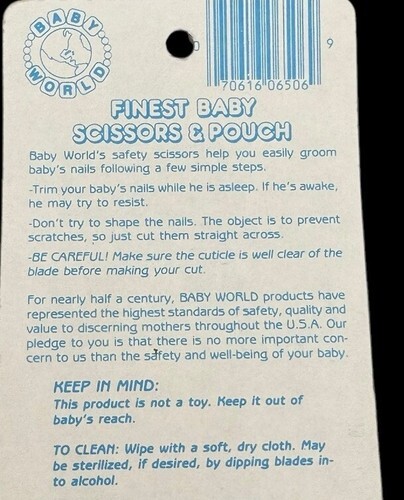 BABY
WORLD
9
70616 06506
FINEST BABY
SCISSORS & POUCH
Baby World's safety scissors help you easily groom
baby's nails following a few simple steps.
-Trim your baby's nails while he is asleep. If he's awake,
he may try to resist.
-Don't try to shape the nails. The object is to prevent
scratches, so just cut them straight across.
-BE CAREFUL! Make sure the cuticle is well clear of the
blade before making your cut.
For nearly half a century, BABY WORLD products have
represented the highest standards of safety, quality and
value to discerning mothers throughout the U.S.A. Our
pledge to you is that there is no more important con-
cern to us than the safety and well-being of your baby.
KEEP IN MIND:
This product is not a toy. Keep it out of
baby's reach.
TO CLEAN: Wipe with a soft, dry cloth. May
be sterilized, if desired, by dipping blades in-
to alcohol.